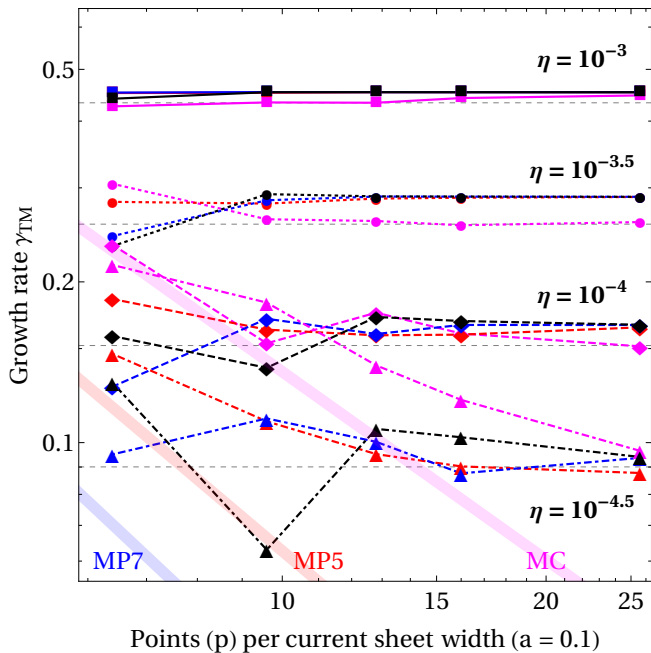 0.5
0.2
0.1
Growth rate γTM
η = 10⁻³
η = 10⁻³·⁵
η = 10⁻⁴
η = 10⁻⁴·⁵
MP7 MP5 MC
10 15 20 25
Points (p) per current sheet width (a = 0.1)